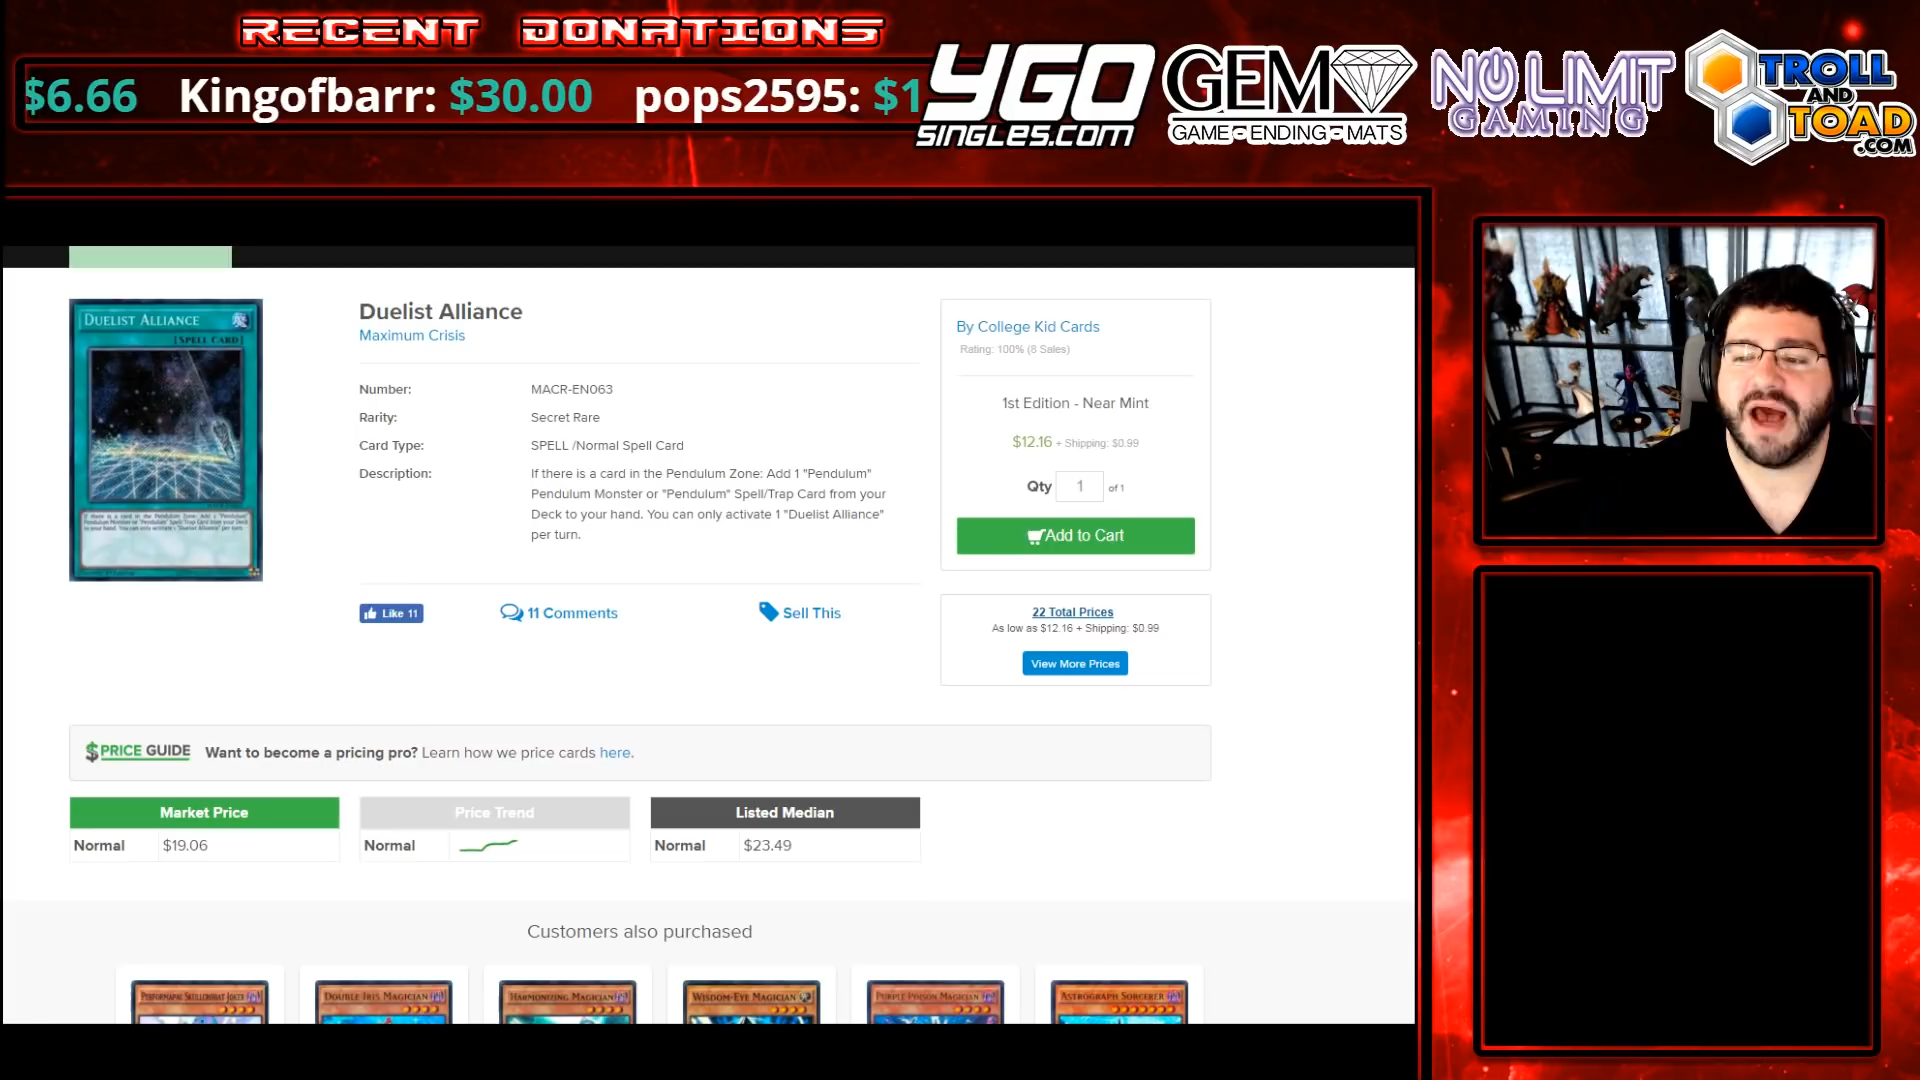 RECENT DONATIONS
$6.66 Kingofbarr: $30.00 pops2595: $1
YGO
SINGLES.COM
GEM
GAME-ENDING-MATS
NO LIMIT
GAMING
TROLL
AND
TOAD
.COM
DUELIST ALLIANCE
[SPELL CARD]
Duelist Alliance
Maximum Crisis
Number: MACR-EN063
Rarity: Secret Rare
Card Type: SPELL /Normal Spell Card
Description: If there is a card in the Pendulum Zone: Add 1 "Pendulum"
Pendulum Monster or "Pendulum" Spell/Trap Card from your
Deck to your hand. You can only activate 1 "Duelist Alliance"
per turn.
Like 11
11 Comments
Sell This
By College Kid Cards
Rating: 100% (8 Sales)
1st Edition - Near Mint
$12.16 + Shipping: $0.99
Qty 1 of 1
Add to Cart
22 Total Prices
As low as $12.16 + Shipping: $0.99
View More Prices
$PRICE GUIDE Want to become a pricing pro? Learn how we price cards here.
Market Price
Normal $19.06
Price Trend
Normal
Listed Median
Normal $23.49
Customers also purchased
PERFORMAPAL SKULLCROBAT JOKER
DOUBLE IRIS MAGICIAN
HARMONIZING MAGICIAN
WISDOM-EYE MAGICIAN
PURPLE POISON MAGICIAN
ASTROGRAPH SORCERER